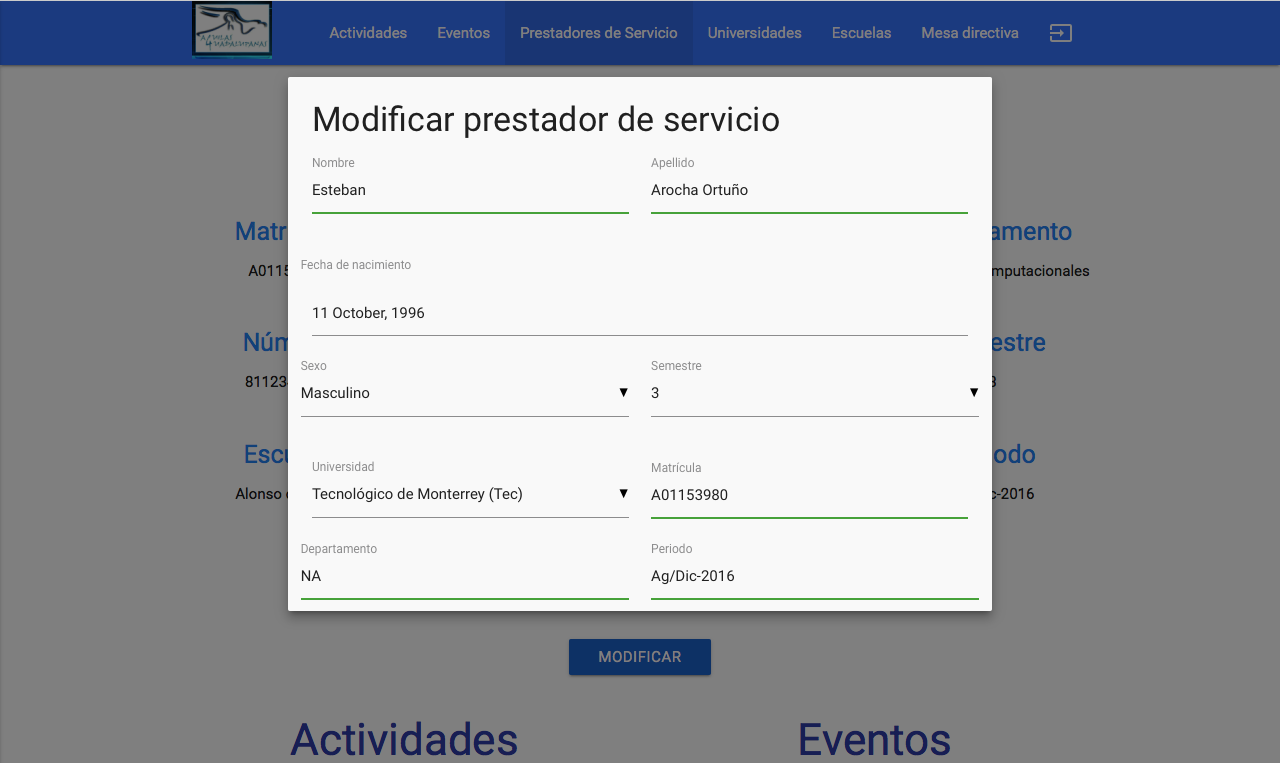 Actividades Eventos Prestadores de Servicio Universidades Escuelas Mesa directiva
Modificar prestador de servicio
Nombre Apellido
Esteban Arocha Ortuño
Matr amento
Fecha de nacimiento
A0115 mputacionales
11 October, 1996
Núm estre
Sexo Semestre
81123 Masculino ▼ 3 ▼ 3
Escu odo
Universidad Matrícula
Alonso Tecnológico de Monterrey (Tec) ▼ A01153980 c-2016
Departamento Periodo
NA Ag/Dic-2016
MODIFICAR
Actividades Eventos